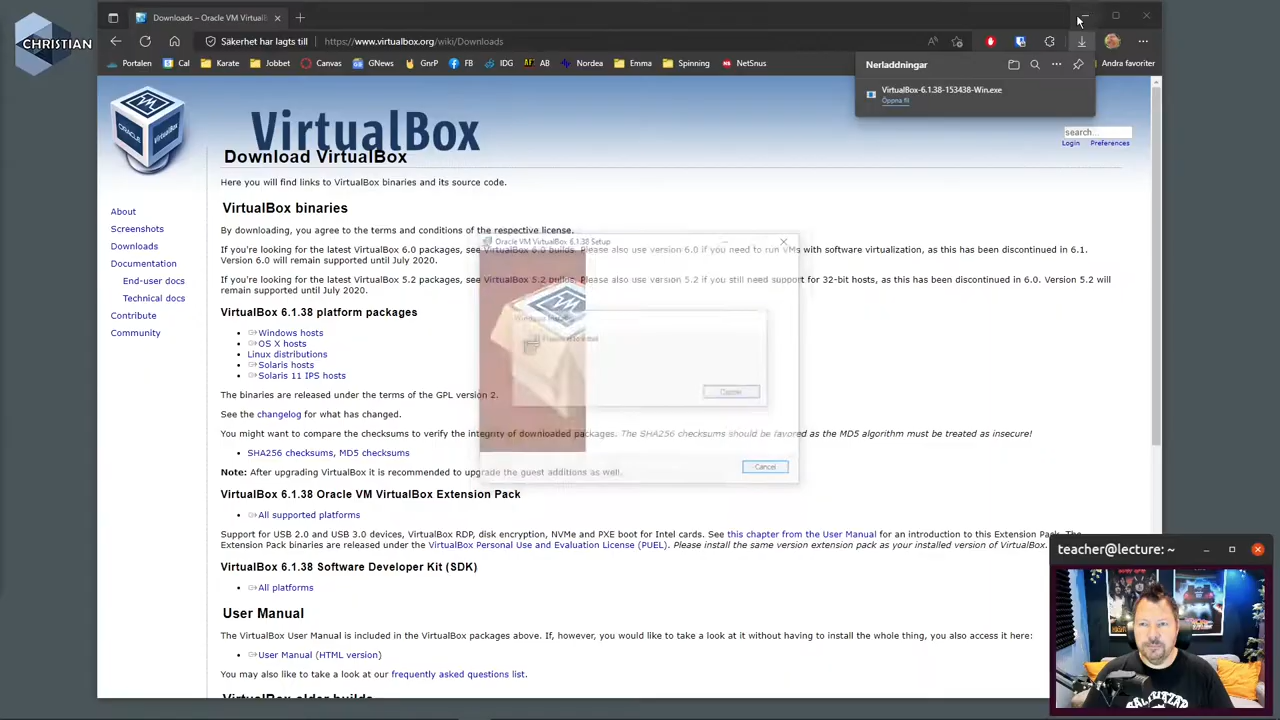 CHRISTIAN
Downloads – Oracle VM VirtualB
Säkerhet har lagts till
https://www.virtualbox.org/wiki/Downloads
Portalen
Cal
Karate
Jobbet
Canvas
GNews
GnrP
FB
IDG
AB
Nordea
Emma
Spinning
NetSnus
Andra favoriter
Nerladdningar
VirtualBox-6.1.38-153438-Win.exe
Öppna fil
VirtualBox
search...
Login Preferences
About
Screenshots
Downloads
Documentation
End-user docs
Technical docs
Contribute
Community
Download VirtualBox
Here you will find links to VirtualBox binaries and its source code.
VirtualBox binaries
By downloading, you agree to the terms and conditions of the respective license.
If you're looking for the latest VirtualBox 6.0 packages, see VirtualBox 6.0 builds. Please also use version 6.0 if you need to run VMs with software virtualization, as this has been discontinued in 6.1.
Version 6.0 will remain supported until July 2020.
If you're looking for the latest VirtualBox 5.2 packages, see VirtualBox 5.2 builds. Please also use version 5.2 if you still need support for 32-bit hosts, as this has been discontinued in 6.0. Version 5.2 will
remain supported until July 2020.
VirtualBox 6.1.38 platform packages
Windows hosts
OS X hosts
Linux distributions
Solaris hosts
Solaris 11 IPS hosts
The binaries are released under the terms of the GPL version 2.
See the changelog for what has changed.
You might want to compare the checksums to verify the integrity of downloaded packages. The SHA256 checksums should be favored as the MD5 algorithm must be treated as insecure!
SHA256 checksums, MD5 checksums
Note: After upgrading VirtualBox it is recommended to upgrade the guest additions as well.
VirtualBox 6.1.38 Oracle VM VirtualBox Extension Pack
All supported platforms
Support for USB 2.0 and USB 3.0 devices, VirtualBox RDP, disk encryption, NVMe and PXE boot for Intel cards. See this chapter from the User Manual for an introduction to this Extension Pack. The
Extension Pack binaries are released under the VirtualBox Personal Use and Evaluation License (PUEL). Please install the same version extension pack as your installed version of VirtualBox.
VirtualBox 6.1.38 Software Developer Kit (SDK)
All platforms
User Manual
The VirtualBox User Manual is included in the VirtualBox packages above. If, however, you would like to take a look at it without having to install the whole thing, you also access it here:
User Manual (HTML version)
You may also like to take a look at our frequently asked questions list.
VirtualBox older builds
Oracle VM VirtualBox 6.1.38 Setup
Cancel
Cancel
teacher@lecture: ~